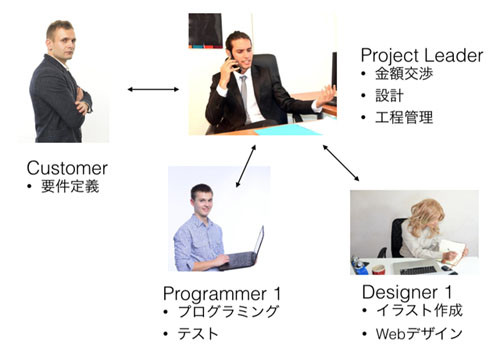 Project Leader
• 金額交渉
• 設計
• 工程管理
Customer
• 要件定義
Programmer 1
• プログラミング
• テスト
Designer 1
• イラスト作成
• Webデザイン